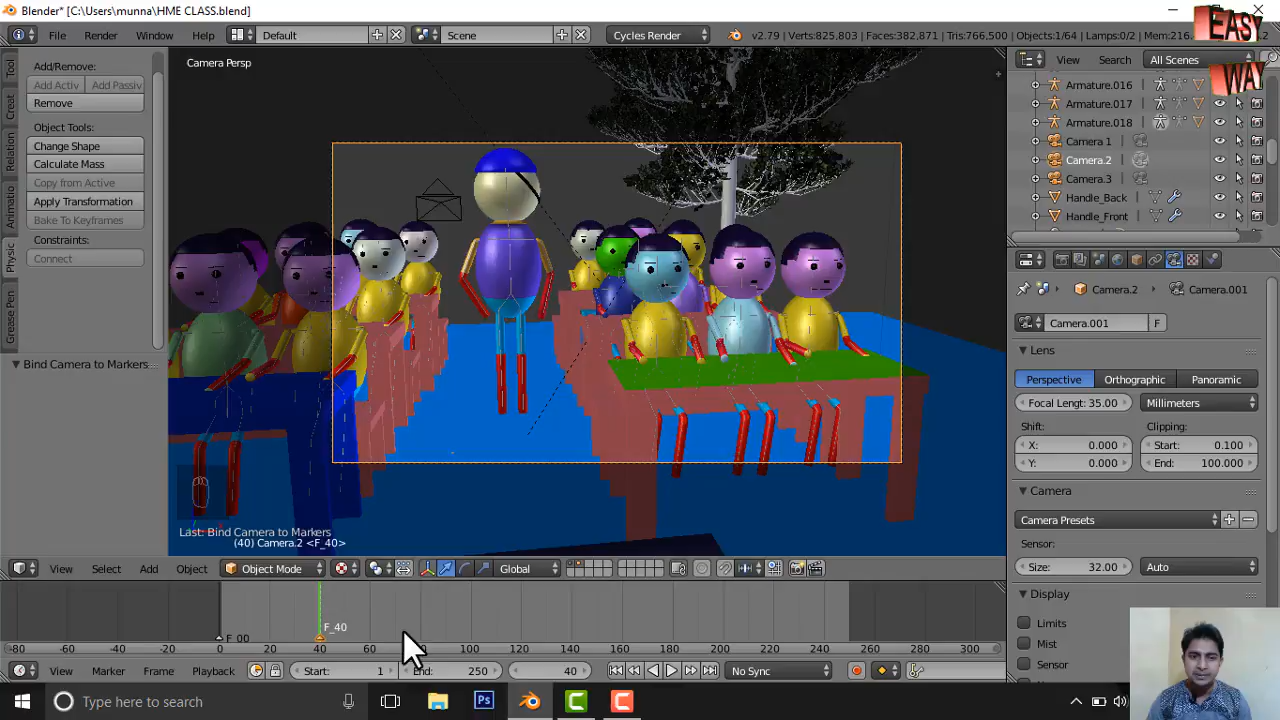 Blender* [C:\Users\munna\HME CLASS.blend]
EASY
WAY
File Render Window Help Default Scene Cycles Render v2.79 | Verts:825,803 | Faces:382,871 | Tris:766,500 | Objects:1/64 | Lamps:0/2 | Mem:216.
Tool
Creat
Relation
Animatio
Physic
Grease Pen
Add/Remove:
Add Activ Add Passiv
Remove
Object Tools:
Change Shape
Calculate Mass
Copy from Active
Apply Transformation
Bake To Keyframes
Constraints:
Connect
Bind Camera to Markers
Camera Persp
Last: Bind Camera to Markers
(40) Camera.2 <F_40>
View Search All Scenes
Armature.016
Armature.017
Armature.018
Camera 1
Camera.2
Camera.3
Handle_Back
Handle_Front
Camera.2 Camera.001
Camera.001 F
Lens
Perspective Orthographic Panoramic
Focal Lengt: 35.00 Millimeters
Shift: Clipping:
X: 0.000 Start: 0.100
Y: 0.000 End: 100.000
Camera
Camera Presets
Sensor:
Size: 32.00 Auto
Display
Limits
Mist
Sensor
View Select Add Object Object Mode Global
F_00 F_40
-80 -60 -40 -20 0 20 40 60 100 120 140 160 180 200 220 240 260 280 300
View Marker Frame Playback Start: 1 End: 250 40 No Sync
Type here to search
Ps